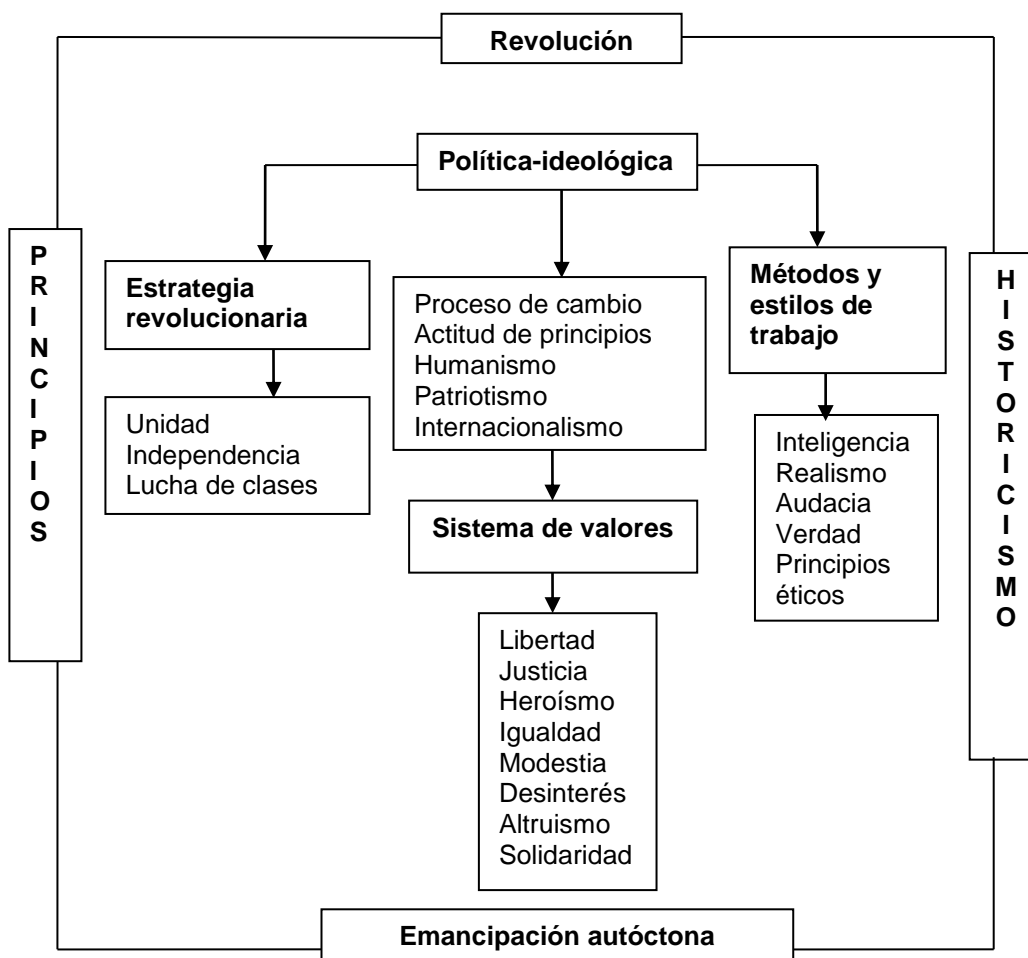 Revolución
Política-ideológica
PRINCIPIOS
Estrategia
revolucionaria
Unidad
Independencia
Lucha de clases
Proceso de cambio
Actitud de principios
Humanismo
Patriotismo
Internacionalismo
Sistema de valores
Libertad
Justicia
Heroísmo
Igualdad
Modestia
Desinterés
Altruismo
Solidaridad
Métodos y
estilos de
trabajo
Inteligencia
Realismo
Audacia
Verdad
Principios
éticos
HISTORICISMO
Emancipación autóctona